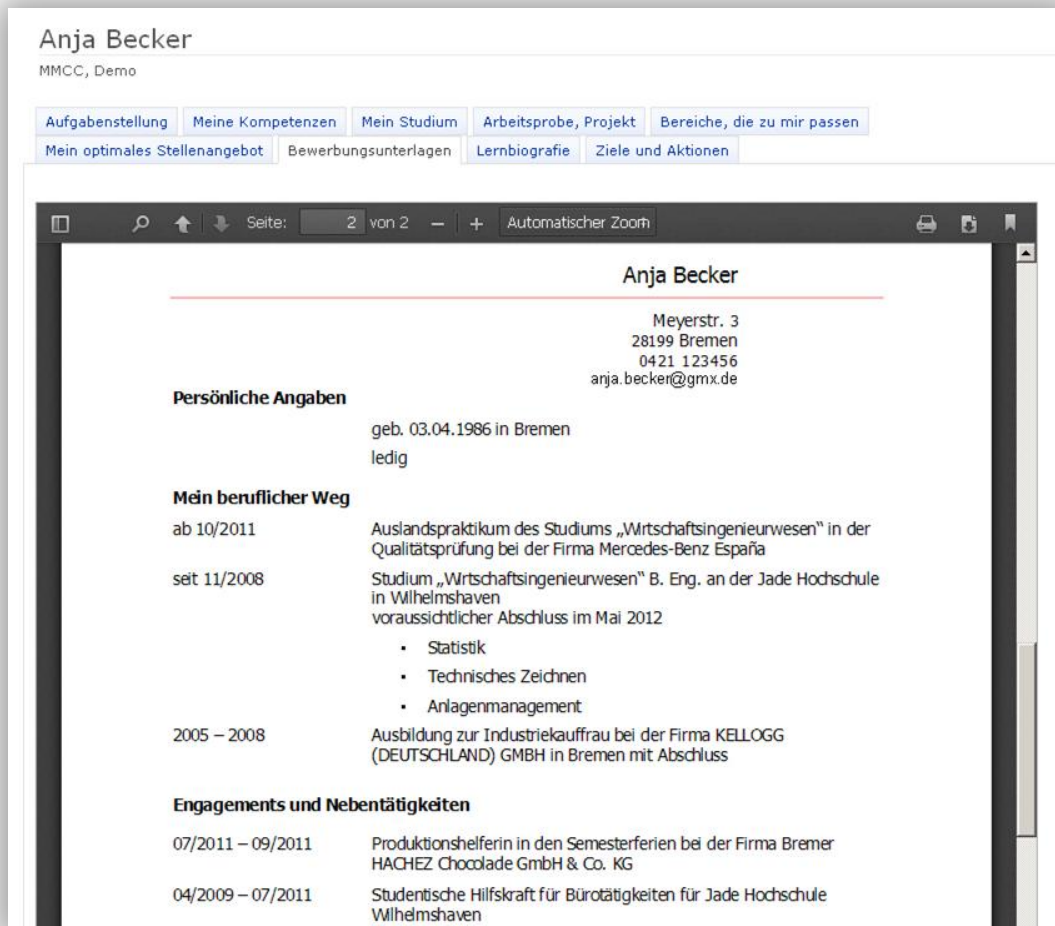 Anja Becker
MMCC, Demo
Aufgabenstellung Meine Kompetenzen Mein Studium Arbeitsprobe, Projekt Bereiche, die zu mir passen
Mein optimales Stellenangebot Bewerbungsunterlagen Lernbiografie Ziele und Aktionen
Seite: 2 von 2 Automatischer Zoom
Anja Becker
Meyerstr. 3
28199 Bremen
0421 123456
anja.becker@gmx.de
Persönliche Angaben
geb. 03.04.1986 in Bremen
ledig
Mein beruflicher Weg
ab 10/2011 Auslandspraktikum des Studiums „Wirtschaftsingenieurwesen“ in der
Qualitätsprüfung bei der Firma Mercedes-Benz España
seit 11/2008 Studium „Wirtschaftsingenieurwesen“ B. Eng. an der Jade Hochschule
in Wilhelmshaven
voraussichtlicher Abschluss im Mai 2012
▪ Statistik
▪ Technisches Zeichnen
▪ Anlagenmanagement
2005 – 2008 Ausbildung zur Industriekauffrau bei der Firma KELLOGG
(DEUTSCHLAND) GMBH in Bremen mit Abschluss
Engagements und Nebentätigkeiten
07/2011 – 09/2011 Produktionshelferin in den Semesterferien bei der Firma Bremer
HACHEZ Chocolade GmbH & Co. KG
04/2009 – 07/2011 Studentische Hilfskraft für Bürotätigkeiten für Jade Hochschule
Wilhelmshaven